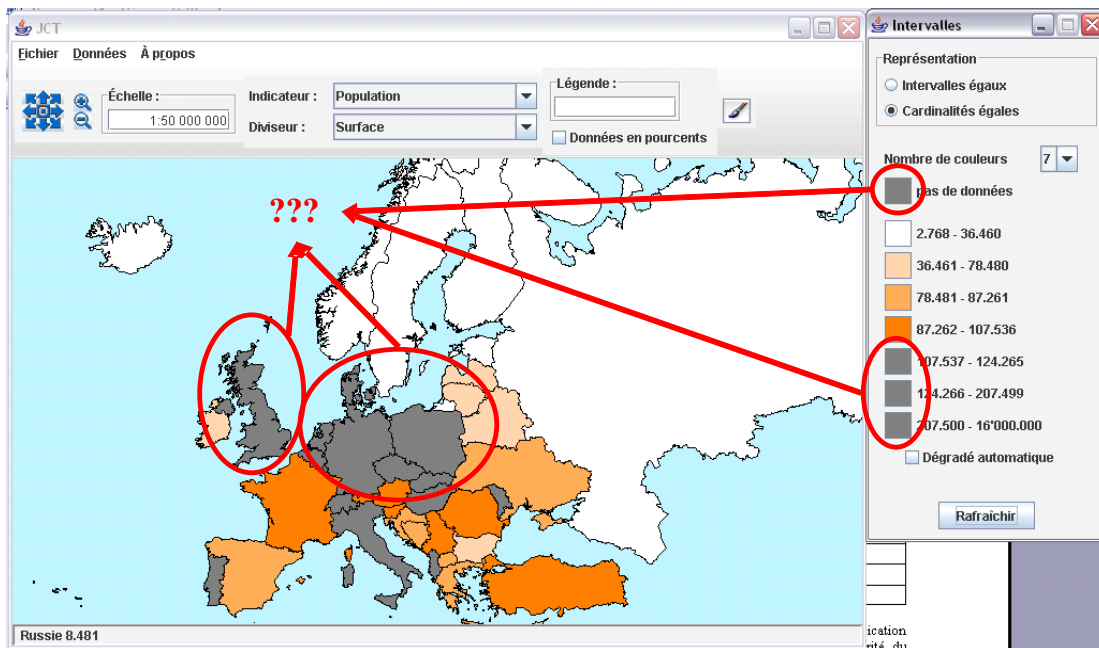 JCT
Fichier Données À propos
Échelle :
1:50 000 000
Indicateur : Population
Diviseur : Surface
Légende :
Données en pourcents
???
Russie 8.481
Intervalles
Représentation
Intervalles égaux
Cardinalités égales
Nombre de couleurs 7
pas de données
2.768 - 36.460
36.461 - 78.480
78.481 - 87.261
87.262 - 107.536
107.537 - 124.265
124.266 - 207.499
207.500 - 16'000.000
Dégradé automatique
Rafraîchir
ication
rité du